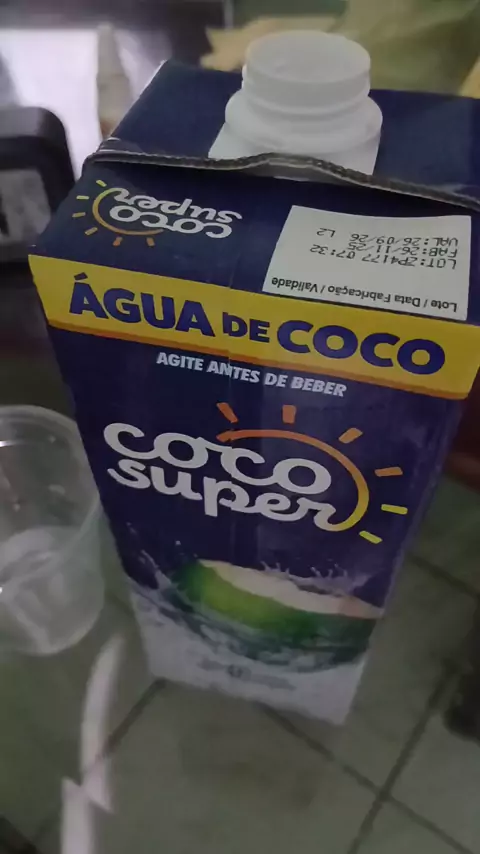 coco
super
Lote / Data Fabricação / Validade
LOT:ZP4177 07:32
FAB:26/11/25
VAL:26/09/26 L2
ÁGUA DE COCO
AGITE ANTES DE BEBER
coco
super